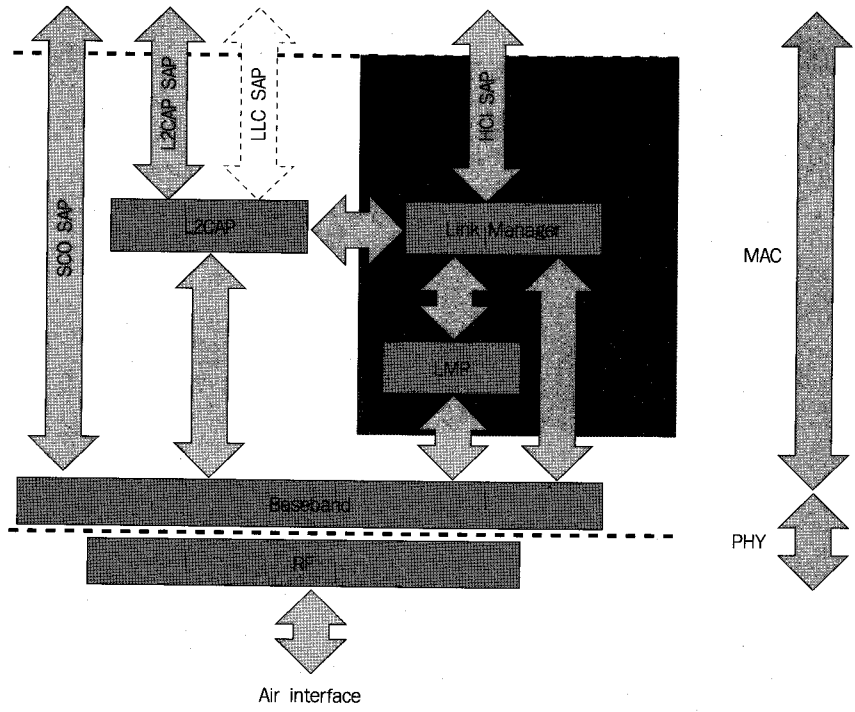 SCO SAP
L2CAP SAP
LLC SAP
HCI SAP
L2CAP
Link Manager
MAC
LMP
Baseband
PHY
RF
Air interface